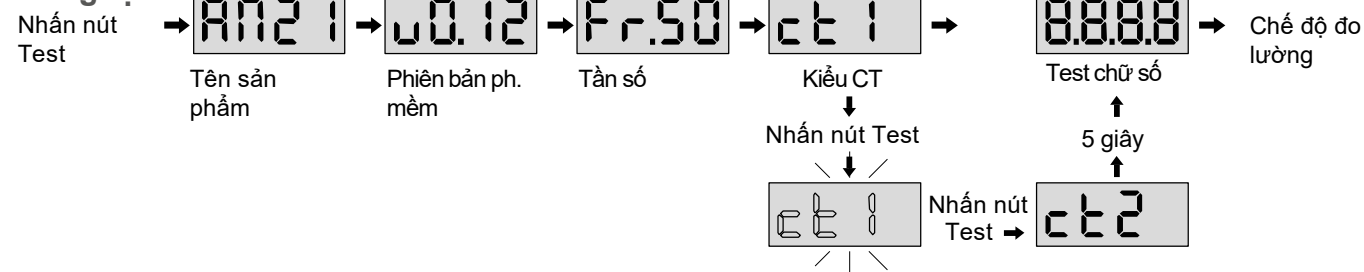 Nhấn nút
Test
AM21
v0.12
Fr.50
ct 1
8.8.8.8
Chế độ đo
lường
Tên sản
phẩm
Phiên bản ph.
mềm
Tần số
Kiểu CT
Test chữ số
Nhấn nút Test
5 giây
ct 1
Nhấn nút
Test
ct2